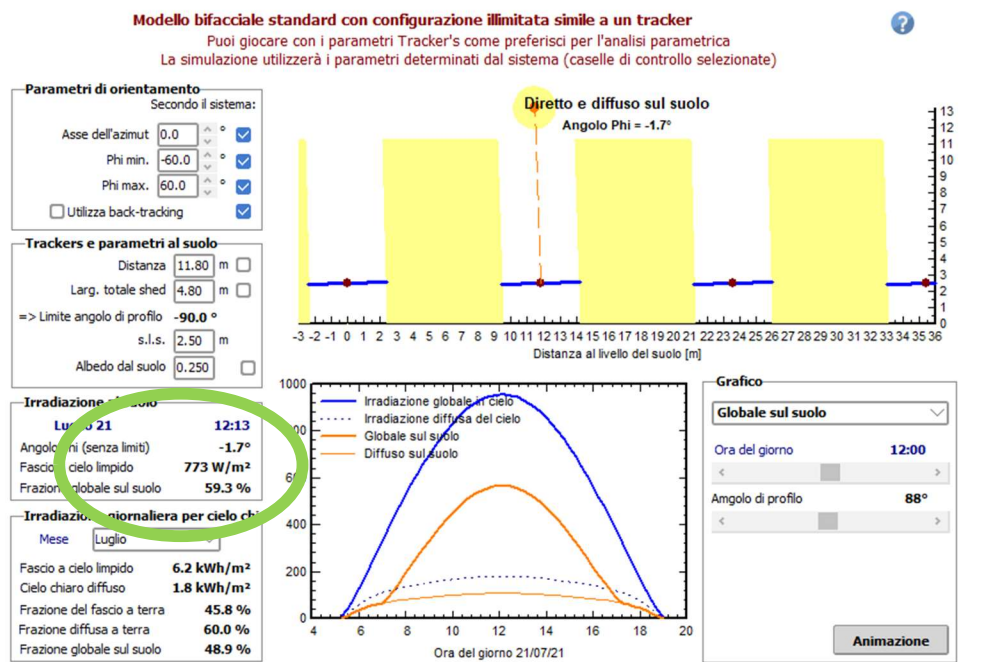 Modello bifacciale standard con configurazione illimitata simile a un tracker
Puoi giocare con i parametri Tracker's come preferisci per l'analisi parametrica
La simulazione utilizzerà i parametri determinati dal sistema (caselle di controllo selezionate)
?
Parametri di orientamento
Secondo il sistema:
Asse dell'azimut 0.0 °
Phi min. -60.0 °
Phi max. 60.0 °
Utilizza back-tracking
Trackers e parametri al suolo
Distanza 11.80 m
Larg. totale shed 4.80 m
=> Limite angolo di profilo -90.0 °
s.l.s. 2.50 m
Albedo dal suolo 0.250
Irradiazione
Luglio 21 12:13
(senza limiti) -1.7°
Fascio a cielo limpido 773 W/m²
Frazione globale sul suolo 59.3 %
Irradiazione giornaliera per cielo chi
Mese Luglio
Fascio a cielo limpido 6.2 kWh/m²
Cielo chiaro diffuso 1.8 kWh/m²
Frazione del fascio a terra 45.8 %
Frazione diffusa a terra 60.0 %
Frazione globale sul suolo 48.9 %
Diretto e diffuso sul suolo
Angolo Phi = -1.7°
13
12
11
10
9
8
7
6
5
4
3
2
1
0
-3 -2 -1 0 1 2 3 4 5 6 7 8 9 10 11 12 13 14 15 16 17 18 19 20 21 22 23 24 25 26 27 28 29 30 31 32 33 34 35 36
Distanza al livello del suolo [m]
1000
400
200
0
Irradiazione globale in cielo
Irradiazione diffusa del cielo
Globale sul suolo
Diffuso sul suolo
4 6 8 10 12 14 16 18 20
Ora del giorno 21/07/21
Grafico
Globale sul suolo
Ora del giorno 12:00
Amgolo di profilo 88°
Animazione